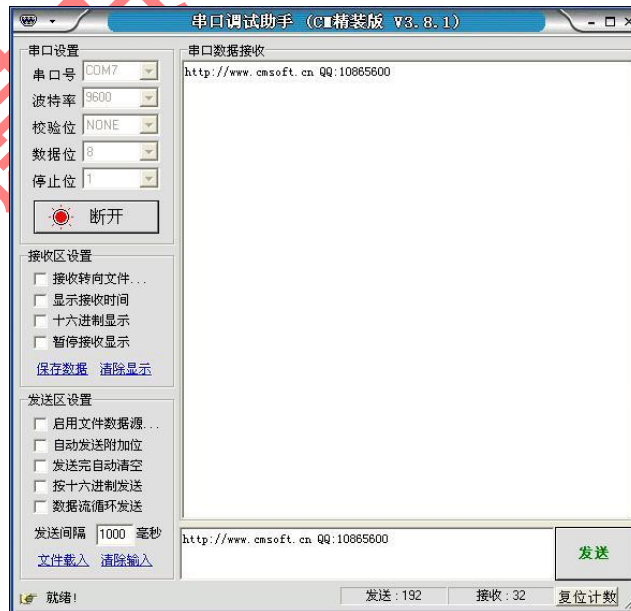 串口调试助手 (CM精装版 V3.8.1)
串口设置
串口号 COM7
波特率 9600
校验位 NONE
数据位 8
停止位 1
断开
接收区设置
接收转向文件...
显示接收时间
十六进制显示
暂停接收显示
保存数据 清除显示
发送区设置
启用文件数据源...
自动发送附加位
发送完自动清空
按十六进制发送
数据流循环发送
发送间隔 1000 毫秒
文件载入 清除输入
串口数据接收
http://www.cmsoft.cn QQ:10865600
http://www.cmsoft.cn QQ:10865600
发送
就绪!
发送:192
接收:32
复位计数